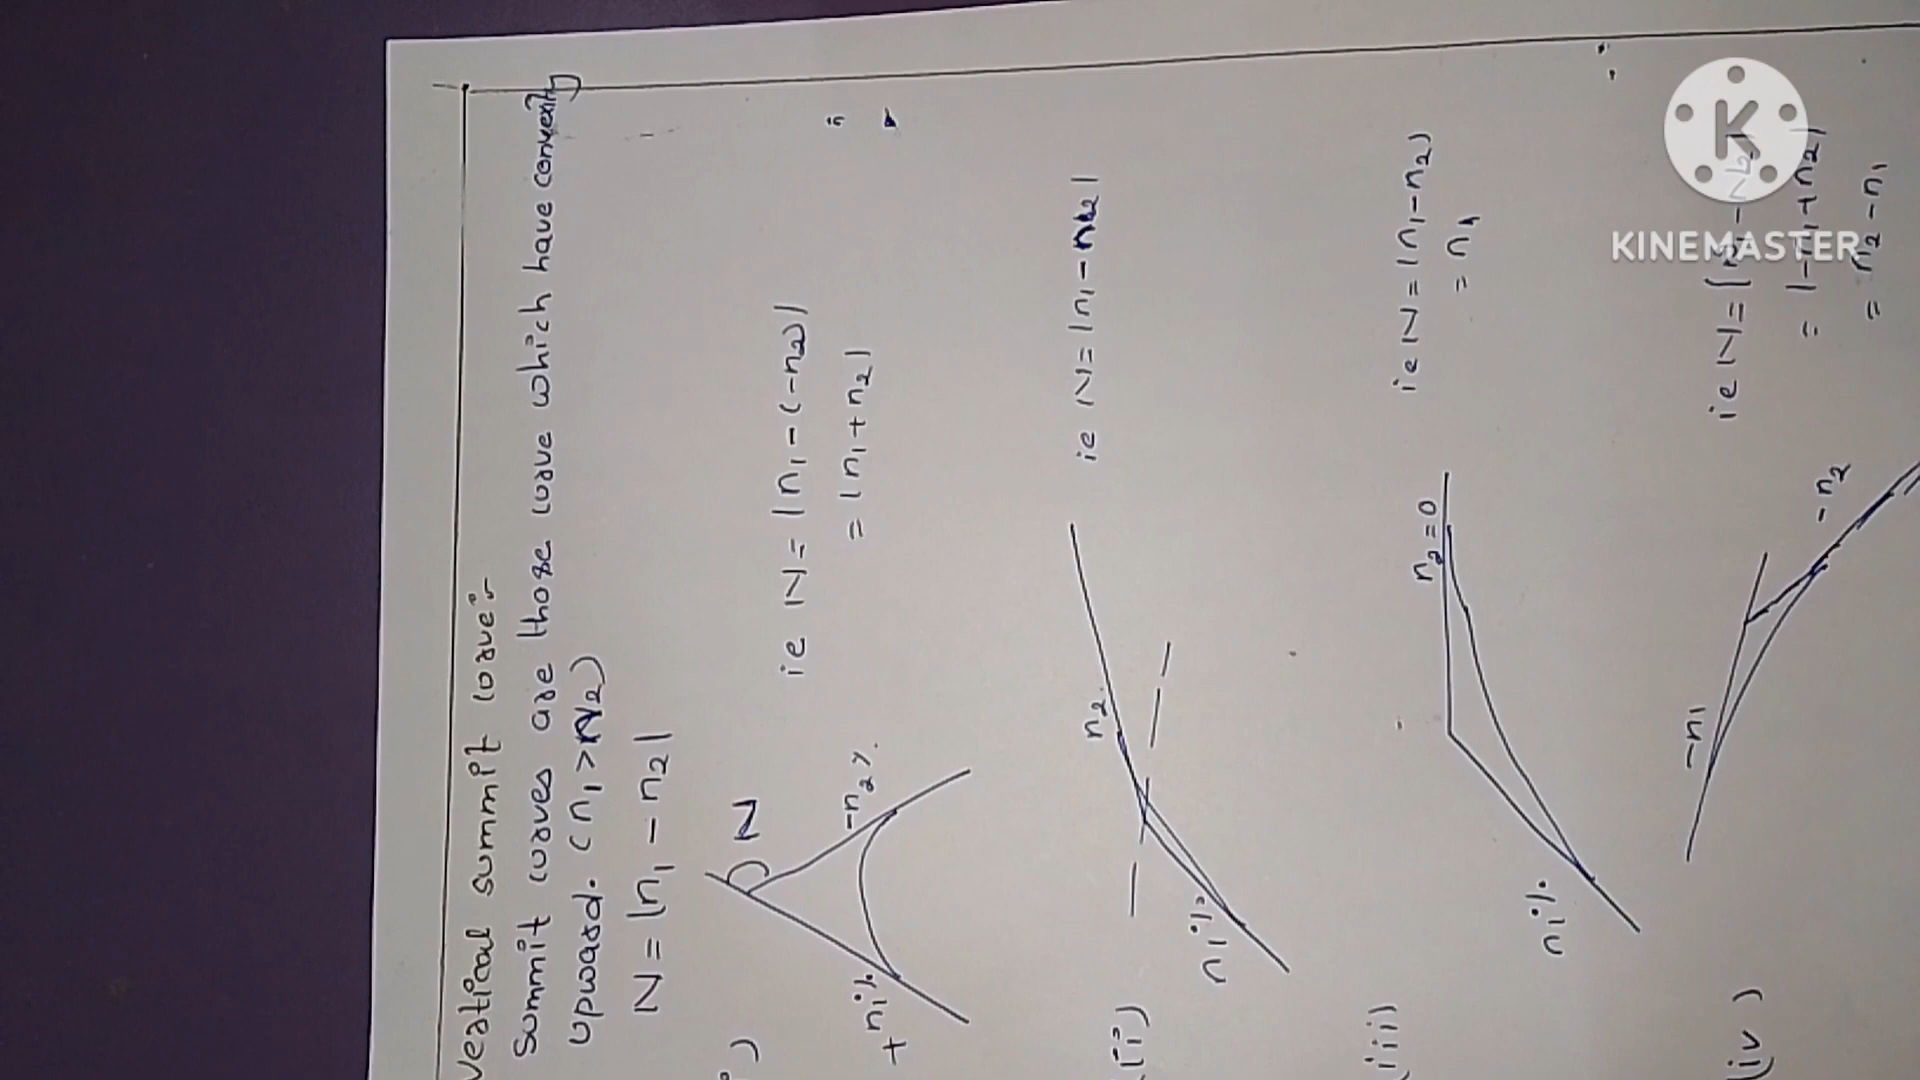 Vertical summit curve:-
Summit curves are those curve which have convexity
upward. (n₁ > n₂)
N = |n₁ - n₂|
N
ie N = |n₁ - (-n₂)|
= |n₁ + n₂|
+ n₁%
-n₂%.
(ii)
n₁%
n₂
ie N = |n₁ - n₂|
(iii)
n₁%
n₂ = 0
ie N = |n₁ - n₂)
= n₁
(iv)
-n₁
-n₂
ie N =
= |-n₁ + n₂|
= n₂ - n₁
K
KINEMASTER